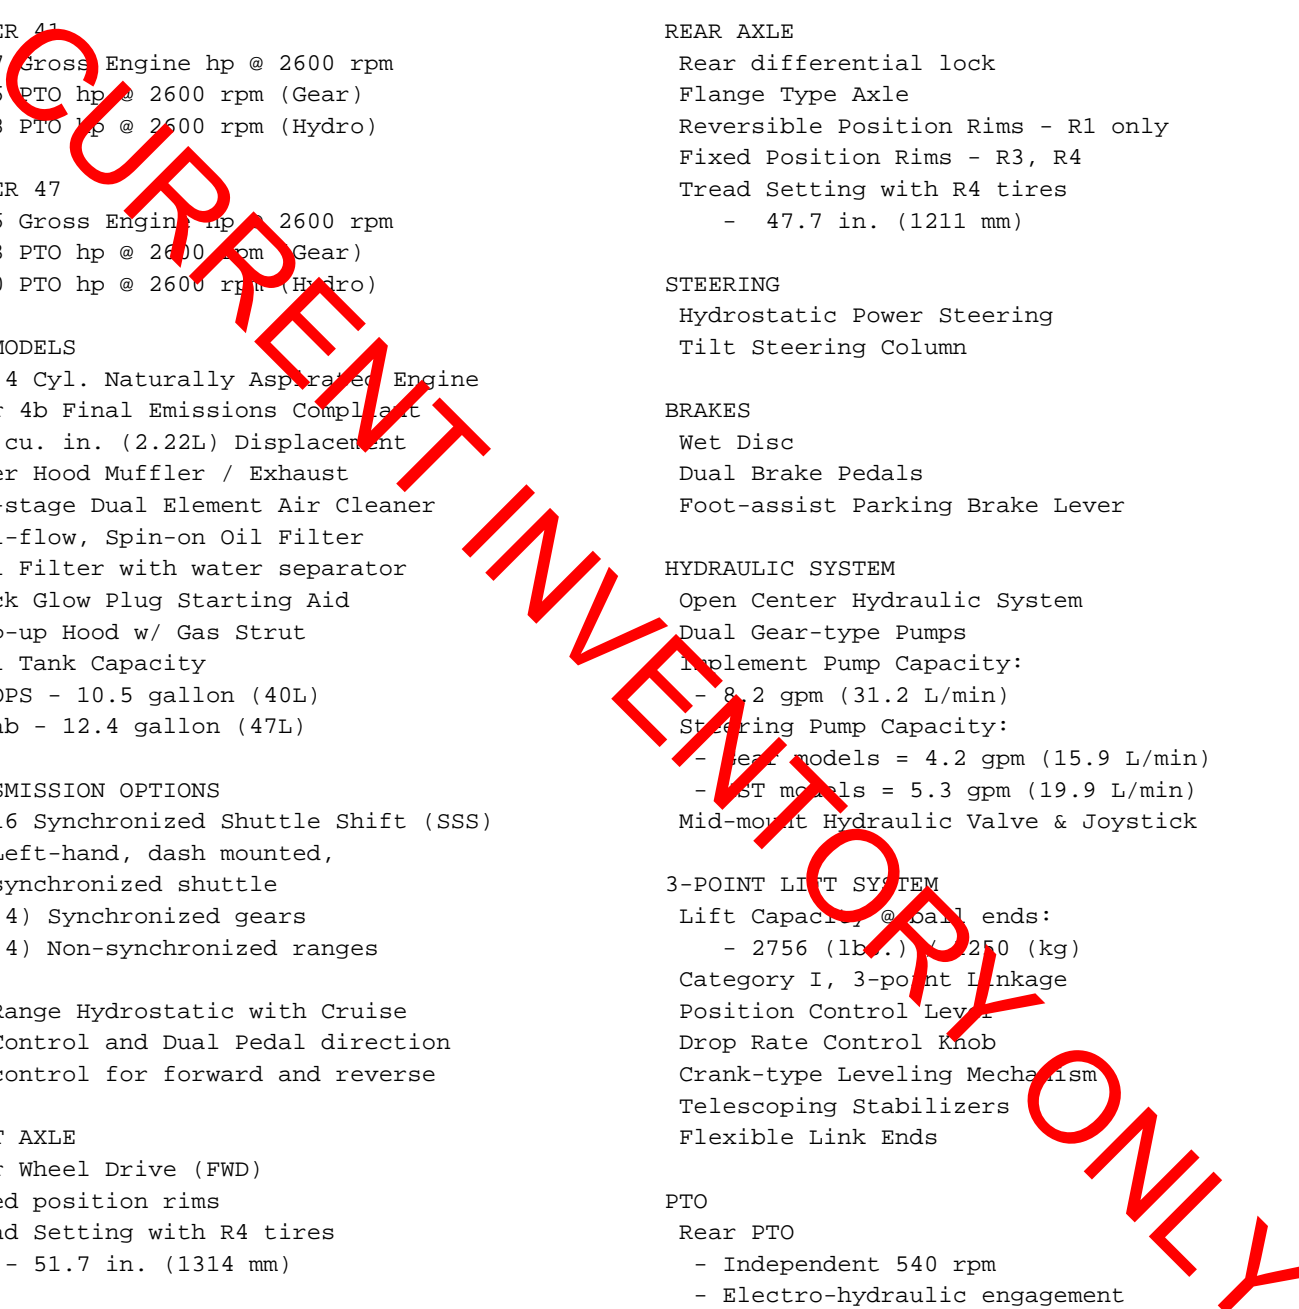 ER 41
7 Gross Engine hp @ 2600 rpm
5 PTO hp @ 2600 rpm (Gear)
3 PTO hp @ 2600 rpm (Hydro)
ER 47
5 Gross Engine hp @ 2600 rpm
3 PTO hp @ 2600 rpm (Gear)
0 PTO hp @ 2600 rpm (Hydro)
MODELS
4 Cyl. Naturally Aspirated Engine
r 4b Final Emissions Compliant
cu. in. (2.22L) Displacement
er Hood Muffler / Exhaust
-stage Dual Element Air Cleaner
l-flow, Spin-on Oil Filter
l Filter with water separator
ck Glow Plug Starting Aid
p-up Hood w/ Gas Strut
l Tank Capacity
OPS - 10.5 gallon (40L)
ab - 12.4 gallon (47L)
SMISSION OPTIONS
16 Synchronized Shuttle Shift (SSS)
Left-hand, dash mounted,
synchronized shuttle
4) Synchronized gears
4) Non-synchronized ranges
Range Hydrostatic with Cruise
Control and Dual Pedal direction
control for forward and reverse
T AXLE
r Wheel Drive (FWD)
ed position rims
ad Setting with R4 tires
- 51.7 in. (1314 mm)
REAR AXLE
Rear differential lock
Flange Type Axle
Reversible Position Rims - R1 only
Fixed Position Rims - R3, R4
Tread Setting with R4 tires
- 47.7 in. (1211 mm)
STEERING
Hydrostatic Power Steering
Tilt Steering Column
BRAKES
Wet Disc
Dual Brake Pedals
Foot-assist Parking Brake Lever
HYDRAULIC SYSTEM
Open Center Hydraulic System
Dual Gear-type Pumps
Implement Pump Capacity:
- 8.2 gpm (31.2 L/min)
Steering Pump Capacity:
- Gear models = 4.2 gpm (15.9 L/min)
- HST models = 5.3 gpm (19.9 L/min)
Mid-mount Hydraulic Valve & Joystick
3-POINT LIFT SYSTEM
Lift Capacity @ ball ends:
- 2756 (lbs.) / 1250 (kg)
Category I, 3-point Linkage
Position Control Lever
Drop Rate Control Knob
Crank-type Leveling Mechanism
Telescoping Stabilizers
Flexible Link Ends
PTO
Rear PTO
- Independent 540 rpm
- Electro-hydraulic engagement
CURRENT INVENTORY ONLY